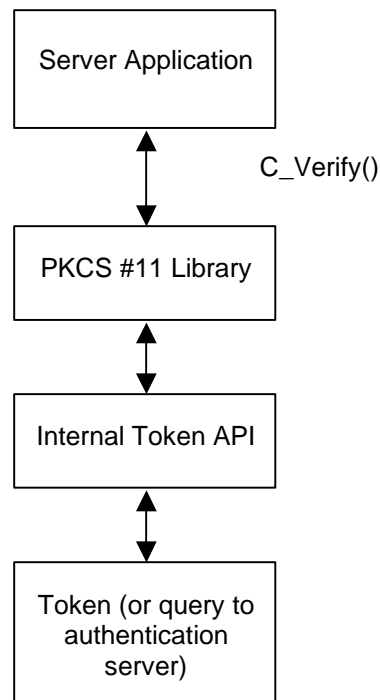 Server Application
C_Verify()
PKCS #11 Library
Internal Token API
Token (or query to
authentication
server)